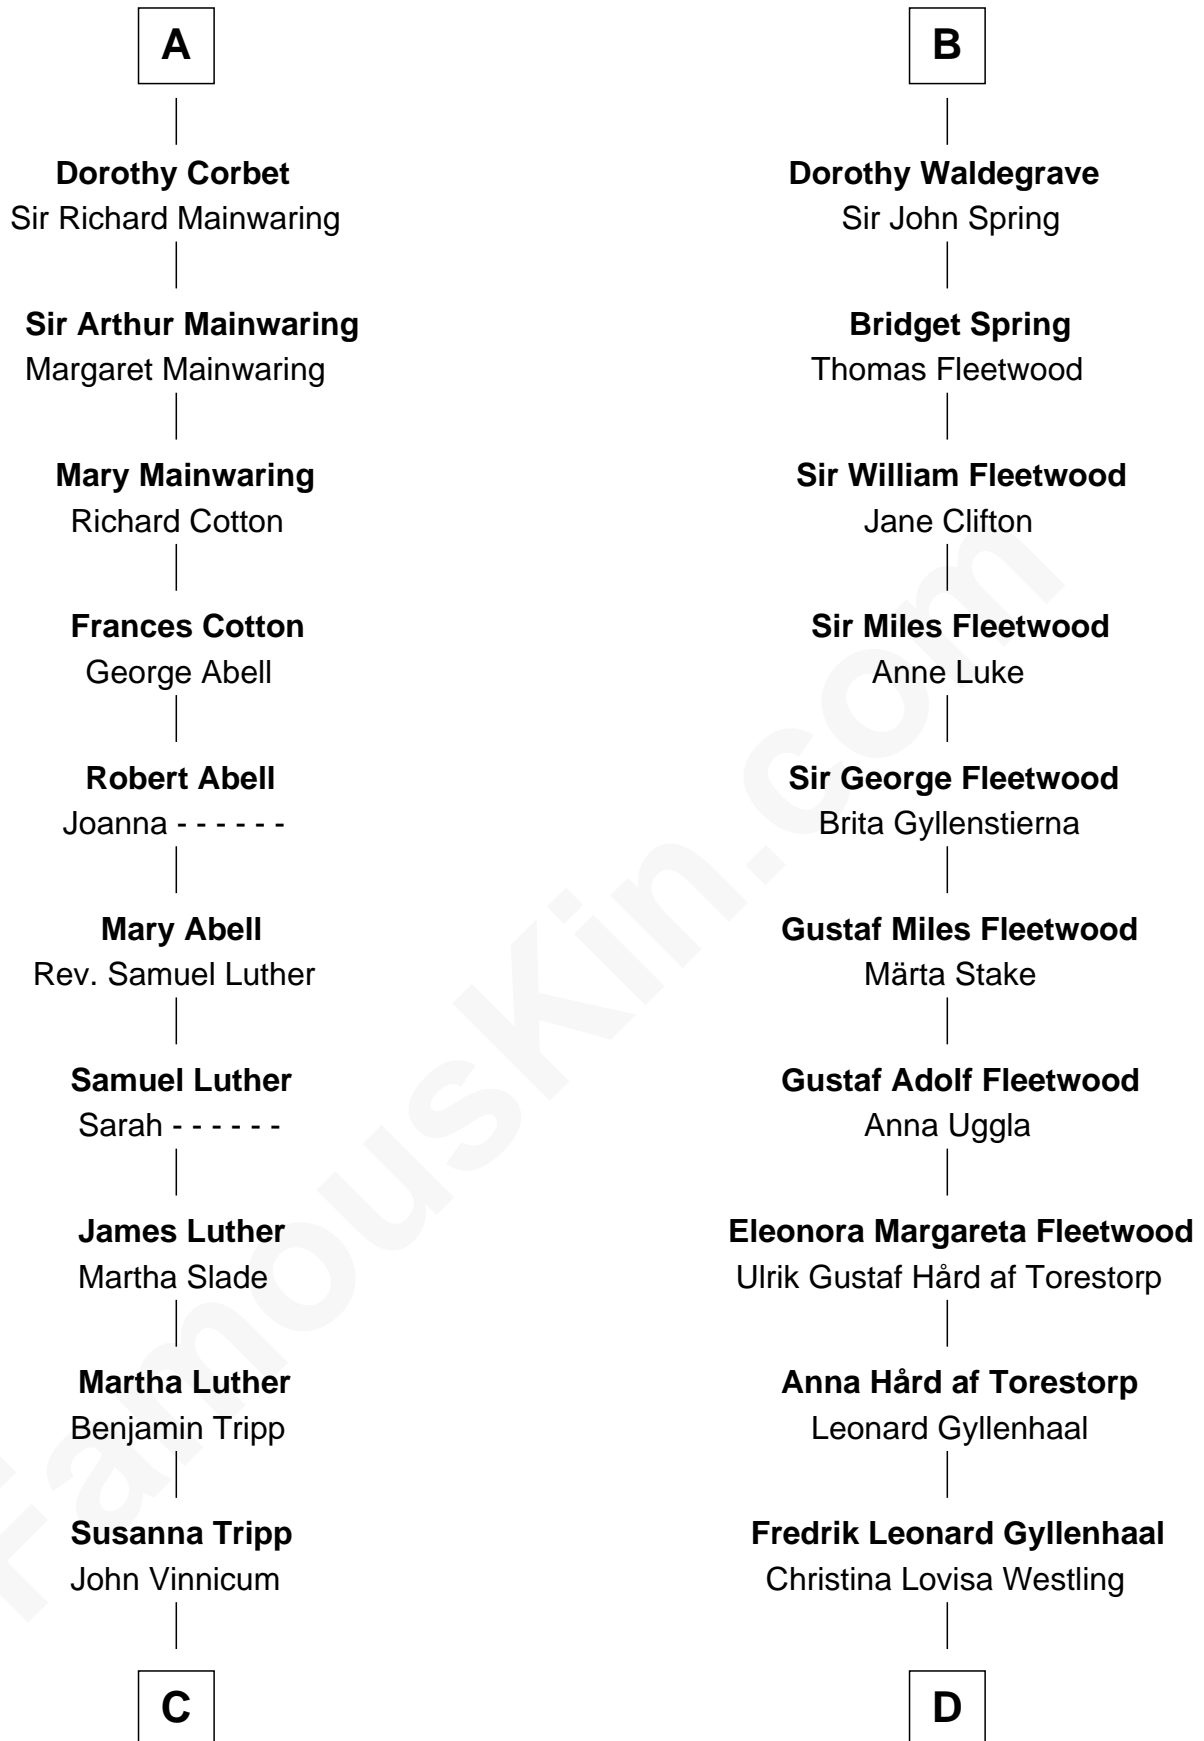 A
Dorothy Corbet
Sir Richard Mainwaring
Sir Arthur Mainwaring
Margaret Mainwaring
Mary Mainwaring
Richard Cotton
Frances Cotton
George Abell
Robert Abell
Joanna - - - - - -
Mary Abell
Rev. Samuel Luther
Samuel Luther
Sarah - - - - - -
James Luther
Martha Slade
Martha Luther
Benjamin Tripp
Susanna Tripp
John Vinnicum
C
B
Dorothy Waldegrave
Sir John Spring
Bridget Spring
Thomas Fleetwood
Sir William Fleetwood
Jane Clifton
Sir Miles Fleetwood
Anne Luke
Sir George Fleetwood
Brita Gyllenstierna
Gustaf Miles Fleetwood
Märta Stake
Gustaf Adolf Fleetwood
Anna Uggla
Eleonora Margareta Fleetwood
Ulrik Gustaf Hård af Torestorp
Anna Hård af Torestorp
Leonard Gyllenhaal
Fredrik Leonard Gyllenhaal
Christina Lovisa Westling
D
FamousKin.com